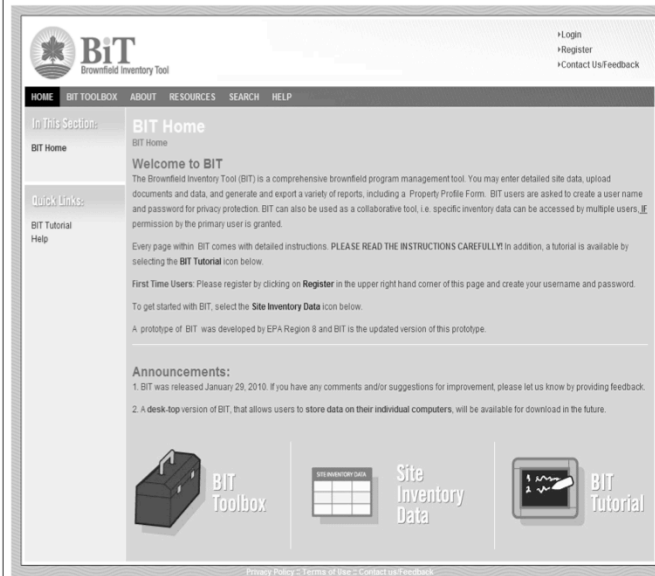 BiT
Brownfield Inventory Tool
Login
Register
Contact Us/Feedback
HOME BIT TOOLBOX ABOUT RESOURCES SEARCH HELP
In This Section:
BIT Home
Quick Links:
BIT Tutorial
Help
BIT Home
BIT Home
Welcome to BIT
The Brownfield Inventory Tool (BIT) is a comprehensive brownfield program management tool. You may enter detailed site data, upload
documents and data, and generate and export a variety of reports, including a Property Profile Form. BIT users are asked to create a user name
and password for privacy protection. BIT can also be used as a collaborative tool, i.e. specific inventory data can be accessed by multiple users, IF
permission by the primary user is granted.
Every page within BIT comes with detailed instructions. PLEASE READ THE INSTRUCTIONS CAREFULLY! In addition, a tutorial is available by
selecting the BIT Tutorial icon below.
First Time Users: Please register by clicking on Register in the upper right hand corner of this page and create your username and password.
To get started with BIT, select the Site Inventory Data icon below.
A prototype of BIT was developed by EPA Region 8 and BIT is the updated version of this prototype.
Announcements:
1. BIT was released January 29, 2010. If you have any comments and/or suggestions for improvement, please let us know by providing feedback.
2. A desk-top version of BIT, that allows users to store data on their individual computers, will be available for download in the future.
BIT
Toolbox
SITE INVENTORY DATA
Site
Inventory
Data
1
2
BIT
Tutorial
Privacy Policy :: Terms of Use :: Contact us/Feedback